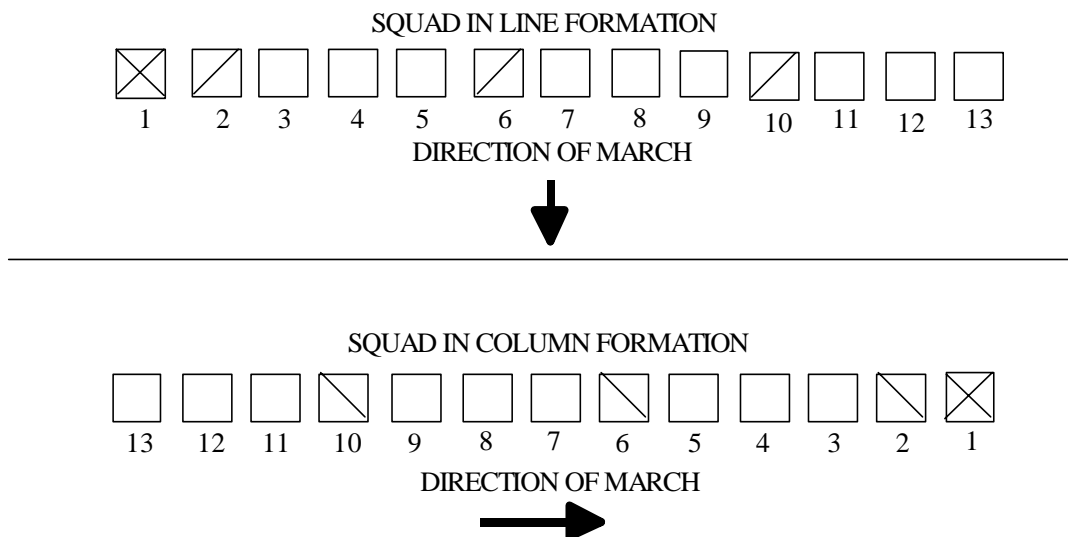 SQUAD IN LINE FORMATION
1 2 3 4 5 6 7 8 9 10 11 12 13
DIRECTION OF MARCH
SQUAD IN COLUMN FORMATION
13 12 11 10 9 8 7 6 5 4 3 2 1
DIRECTION OF MARCH